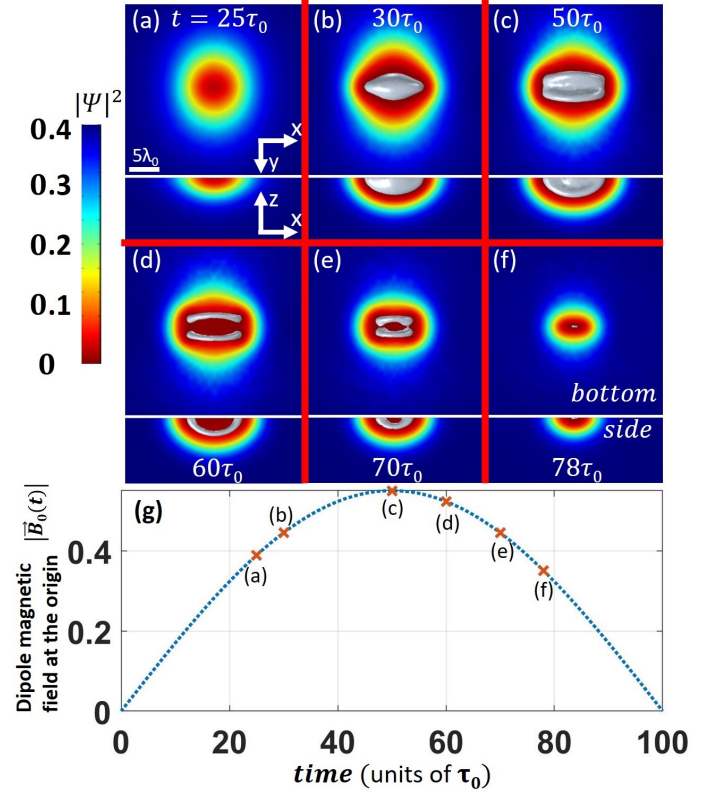 (a) t = 25τ₀
(b) 30τ₀
(c) 50τ₀
|Ψ|²
0.4
0.3
0.2
0.1
0
5λ₀
x
y
z
x
(d)
(e)
(f)
bottom
side
60τ₀
70τ₀
78τ₀
(g)
Dipole magnetic
field at the origin
|B⃗₀(t)|
0.4
0.2
0
(a)
(b)
(c)
(d)
(e)
(f)
0 20 40 60 80 100
time (units of τ₀)